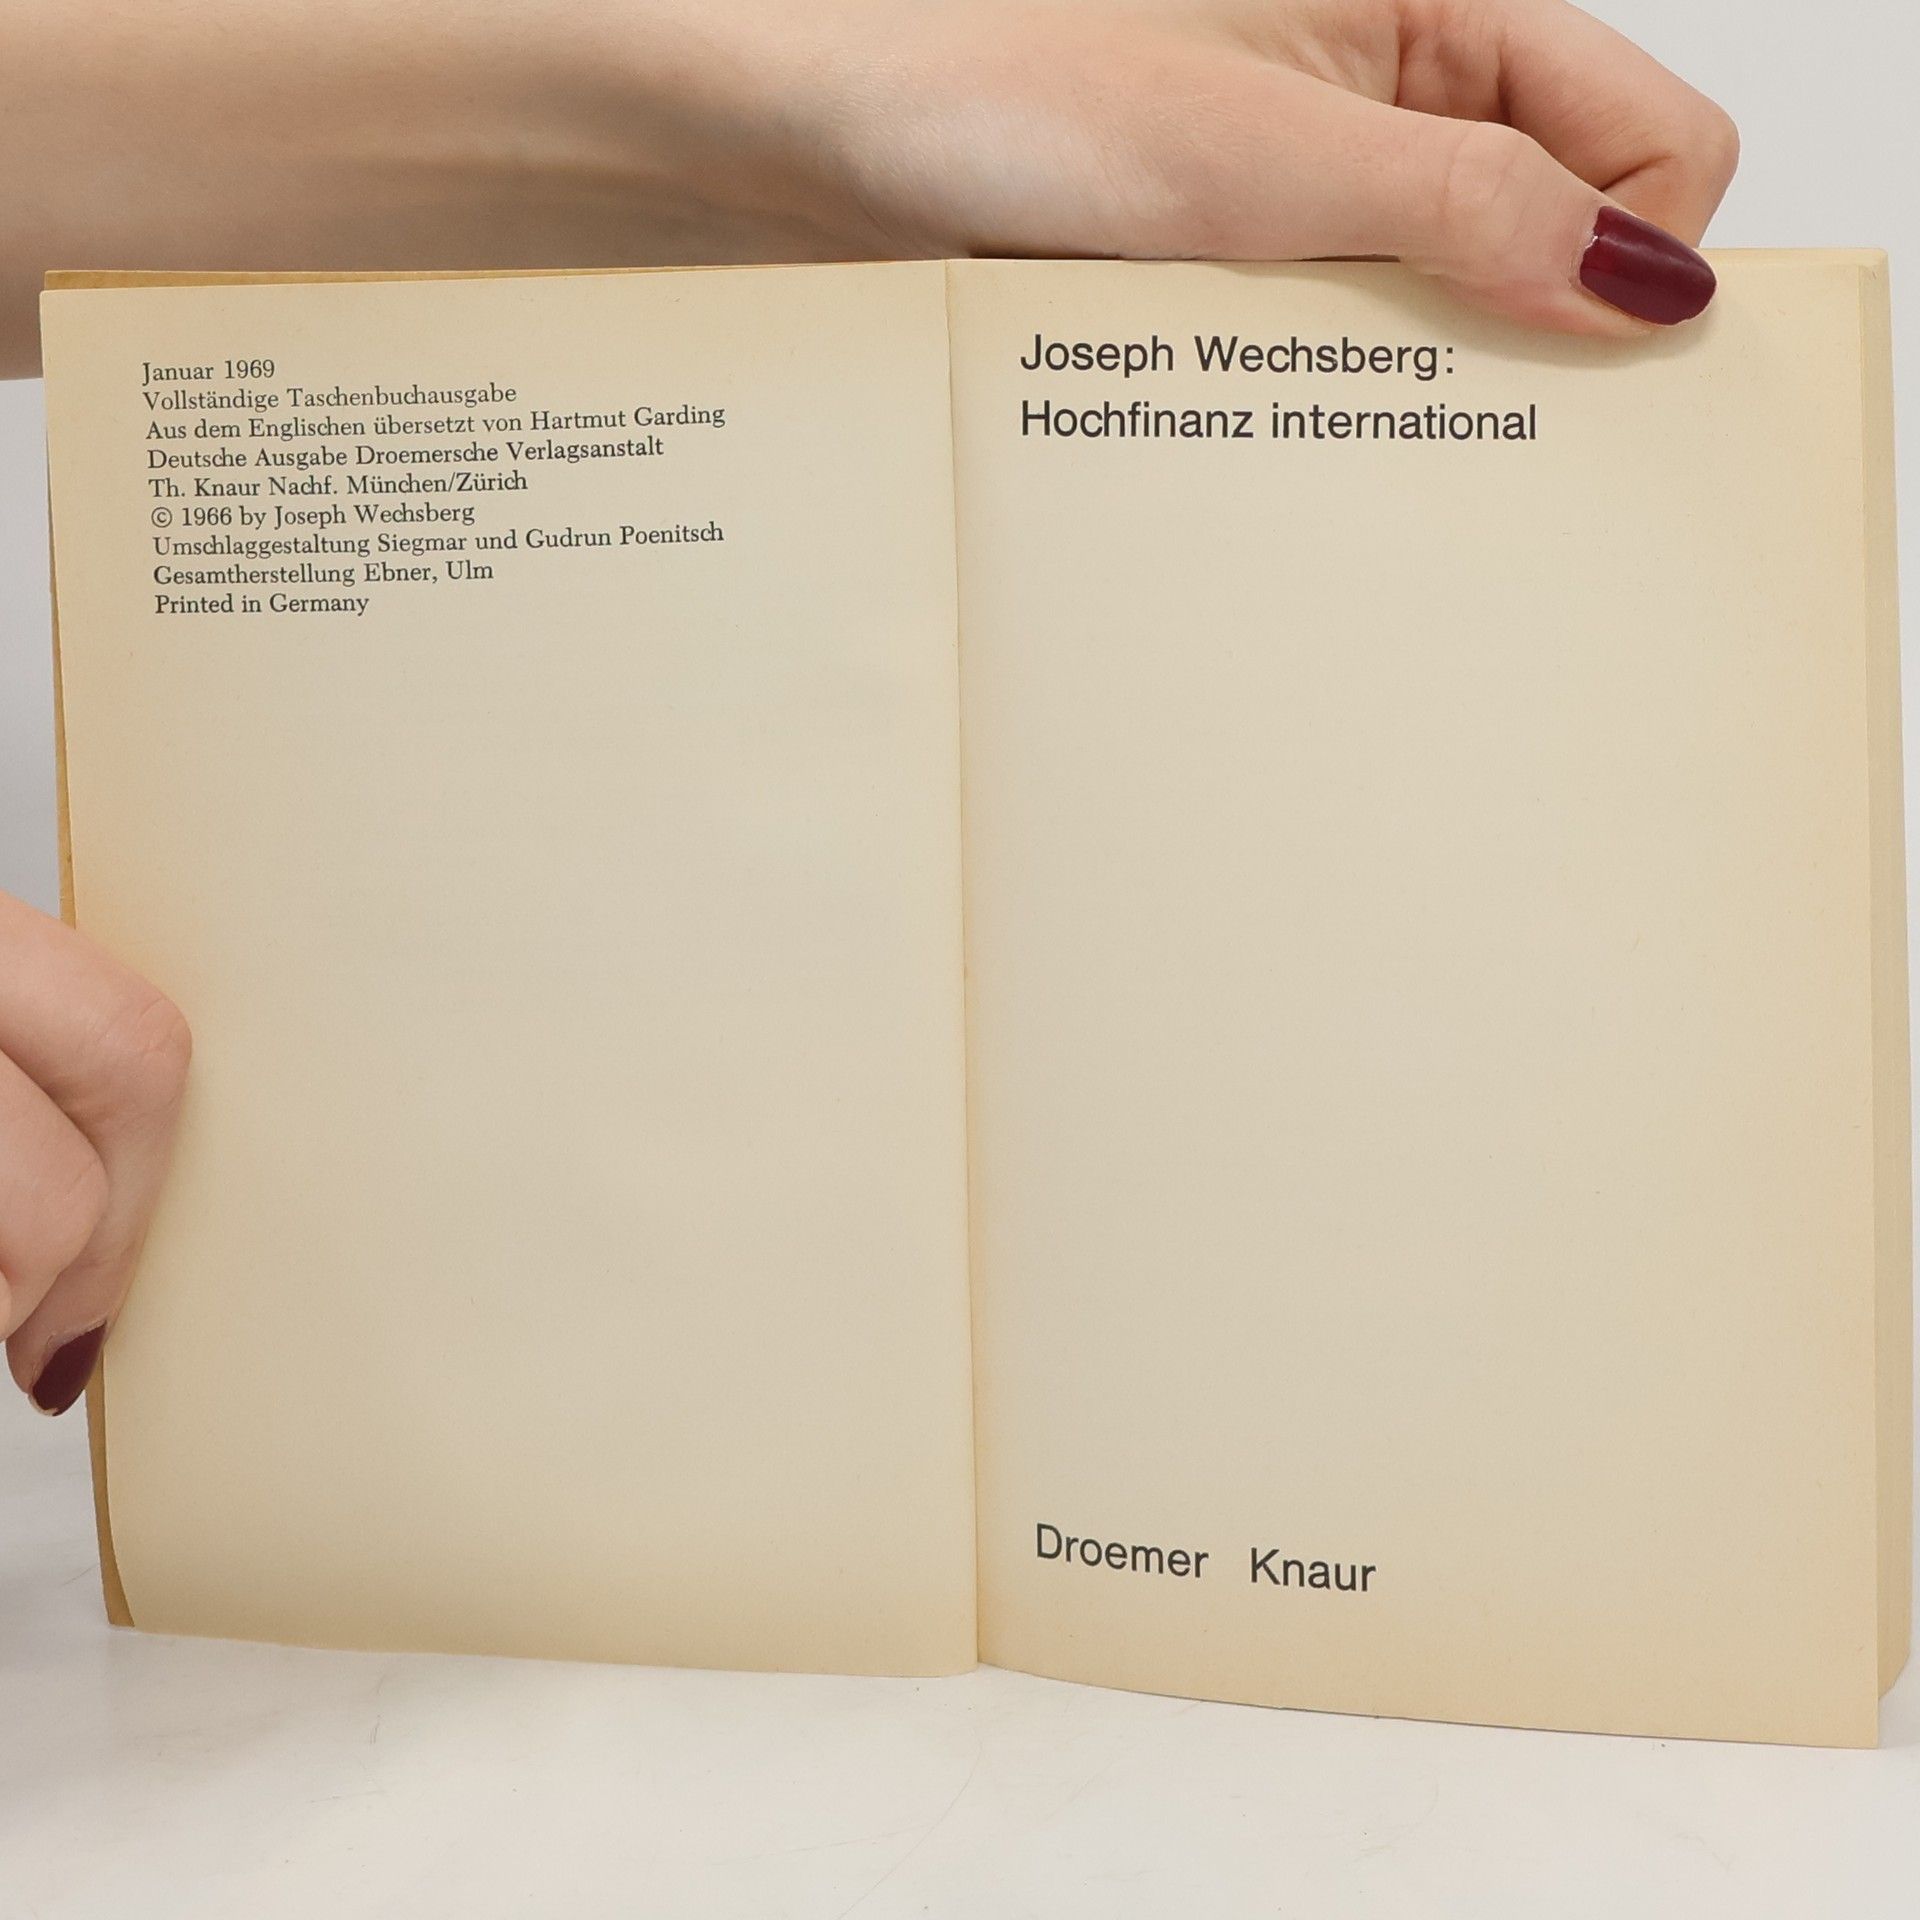 Januar 1969
Vollständige Taschenbuchausgabe
Aus dem Englischen übersetzt von Hartmut Garding
Deutsche Ausgabe Droemersche Verlagsanstalt
Th. Knaur Nachf. München/Zürich
© 1966 by Joseph Wechsberg
Umschlaggestaltung Siegmar und Gudrun Poenitsch
Gesamtherstellung Ebner, Ulm
Printed in Germany
Joseph Wechsberg:
Hochfinanz international
Droemer Knaur